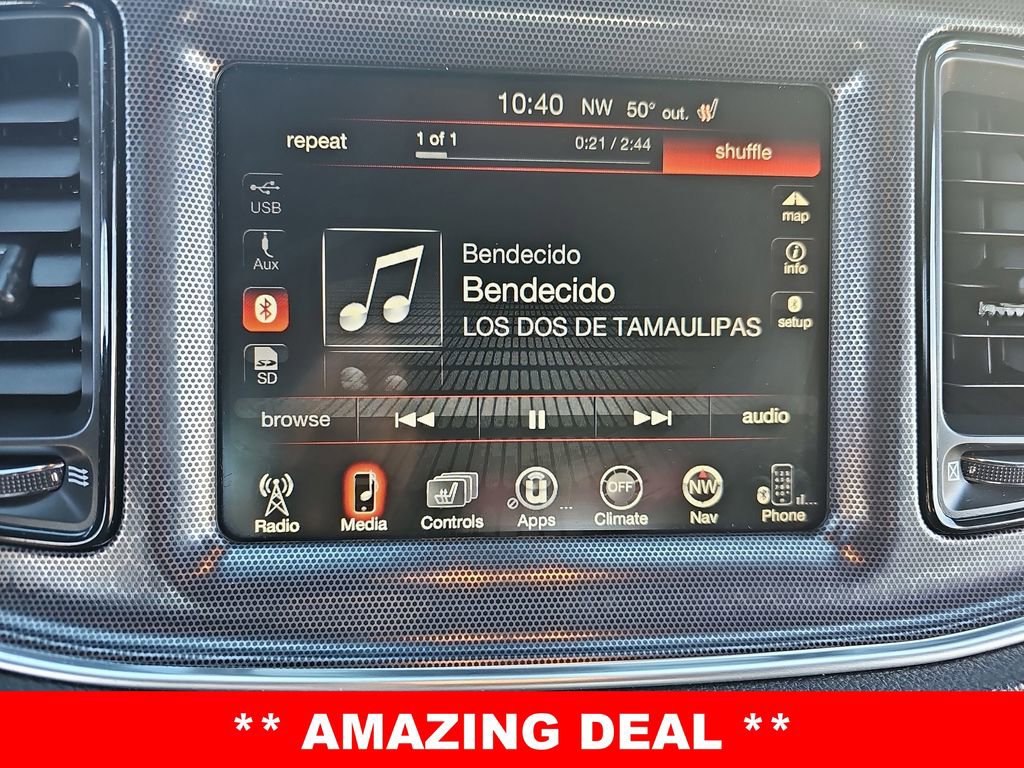 10:40 NW 50° out.
repeat 1 of 1 0:21 / 2:44 shuffle
USB
map
Aux
info
Bendecido
Bendecido
LOS DOS DE TAMAULIPAS
setup
SD
browse audio
OFF NW
Radio Media Controls Apps Climate Nav Phone
** AMAZING DEAL **